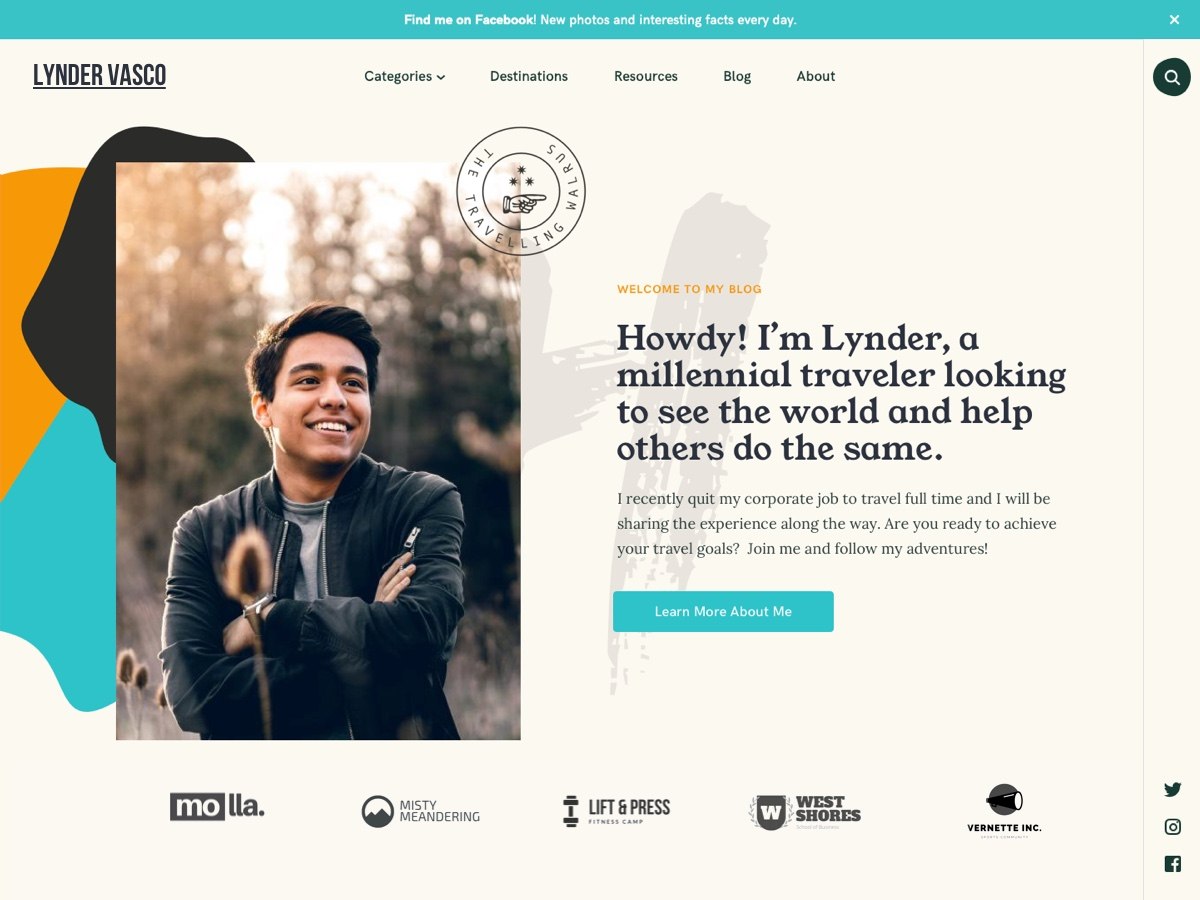 Find me on Facebook! New photos and interesting facts every day.
LYNDER VASCO
Categories
Destinations
Resources
Blog
About
THE TRAVELLING WALRUS
WELCOME TO MY BLOG
Howdy! I’m Lynder, a
millennial traveler looking
to see the world and help
others do the same.
I recently quit my corporate job to travel full time and I will be
sharing the experience along the way. Are you ready to achieve
your travel goals?  Join me and follow my adventures!
Learn More About Me
molla.
MISTY
MEANDERING
LIFT & PRESS
FITNESS CAMP
W
WEST
SHORES
School of Business
VERNETTE INC.
SPORTS COMMUNITY